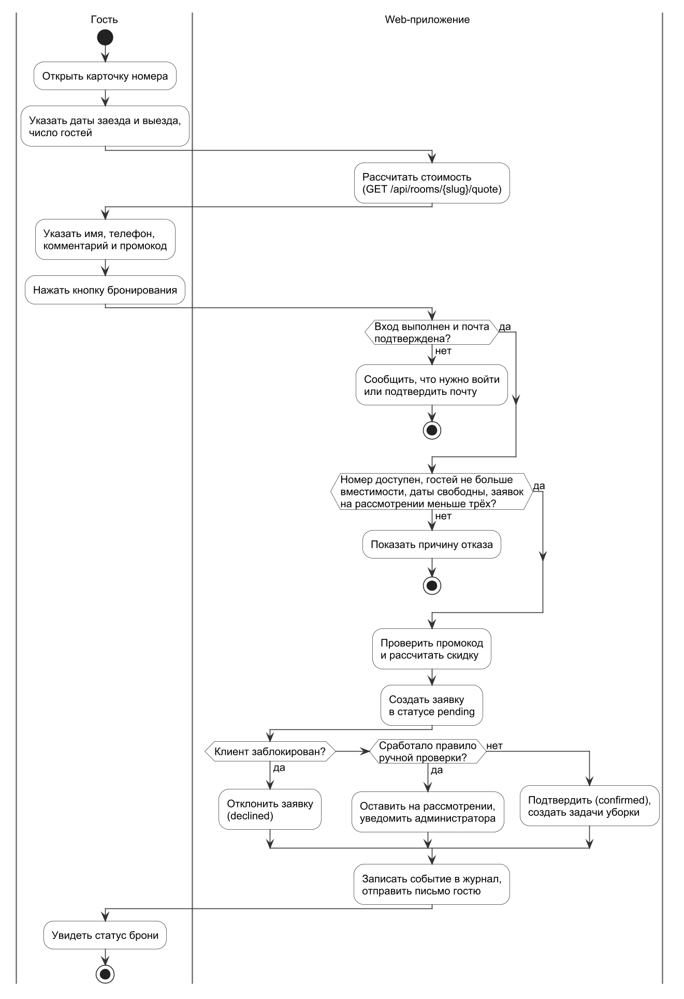 Гость
Web-приложение
Открыть карточку номера
Указать даты заезда и выезда,
число гостей
Рассчитать стоимость
(GET /api/rooms/{slug}/quote)
Указать имя, телефон,
комментарий и промокод
Нажать кнопку бронирования
Вход выполнен и почта
подтверждена?
да
нет
Сообщить, что нужно войти
или подтвердить почту
Номер доступен, гостей не больше
вместимости, даты свободны, заявок
на рассмотрении меньше трёх?
да
нет
Показать причину отказа
Проверить промокод
и рассчитать скидку
Создать заявку
в статусе pending
Клиент заблокирован?
да
Сработало правило
ручной проверки?
нет
да
Отклонить заявку
(declined)
Оставить на рассмотрении,
уведомить администратора
Подтвердить (confirmed),
создать задачи уборки
Записать событие в журнал,
отправить письмо гостю
Увидеть статус брони